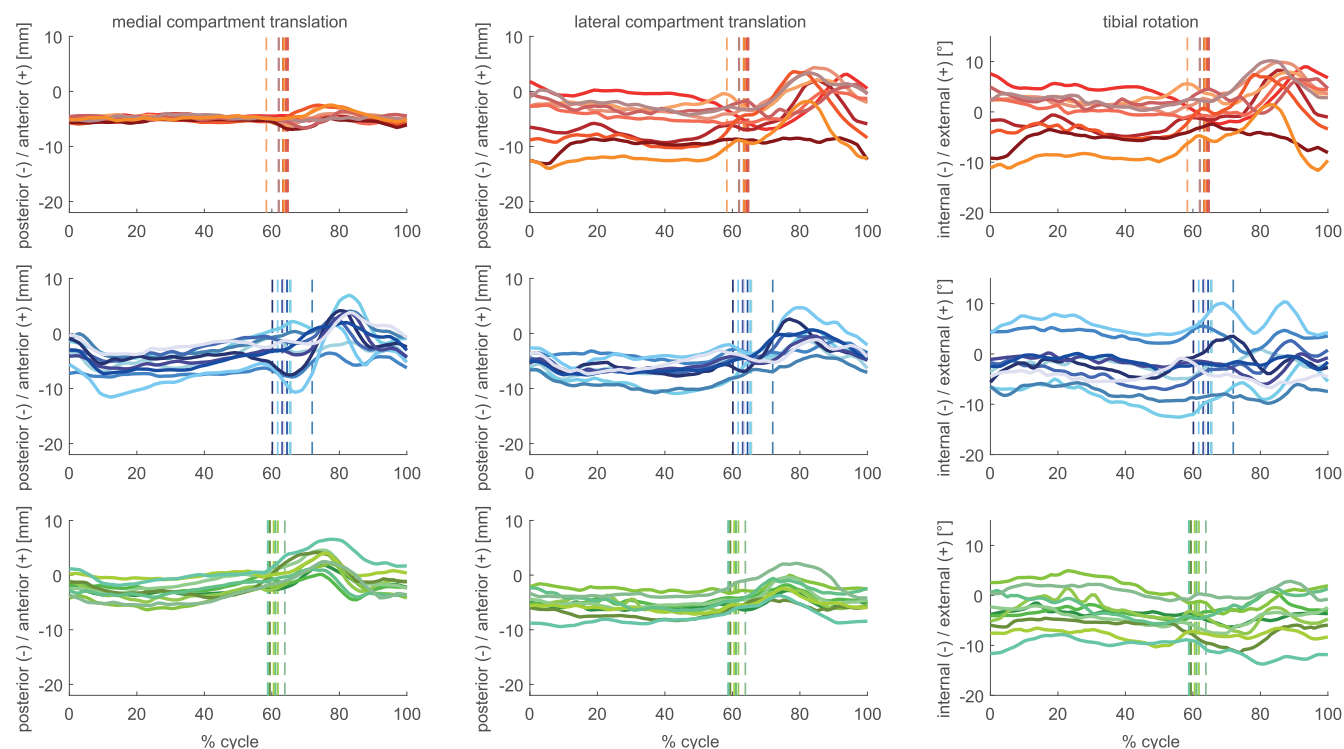 medial compartment translation
lateral compartment translation
tibial rotation
posterior (-) / anterior (+) [mm]
10
0
-10
-20
0 20 40 60 80 100
posterior (-) / anterior (+) [mm]
10
0
-10
-20
0 20 40 60 80 100
internal (-) / external (+) [°]
10
0
-10
-20
0 20 40 60 80 100
posterior (-) / anterior (+) [mm]
10
0
-10
-20
0 20 40 60 80 100
posterior (-) / anterior (+) [mm]
10
0
-10
-20
0 20 40 60 80 100
internal (-) / external (+) [°]
10
0
-10
-20
0 20 40 60 80 100
posterior (-) / anterior (+) [mm]
10
0
-10
-20
0 20 40 60 80 100
% cycle
posterior (-) / anterior (+) [mm]
10
0
-10
-20
0 20 40 60 80 100
% cycle
internal (-) / external (+) [°]
10
0
-10
-20
0 20 40 60 80 100
% cycle